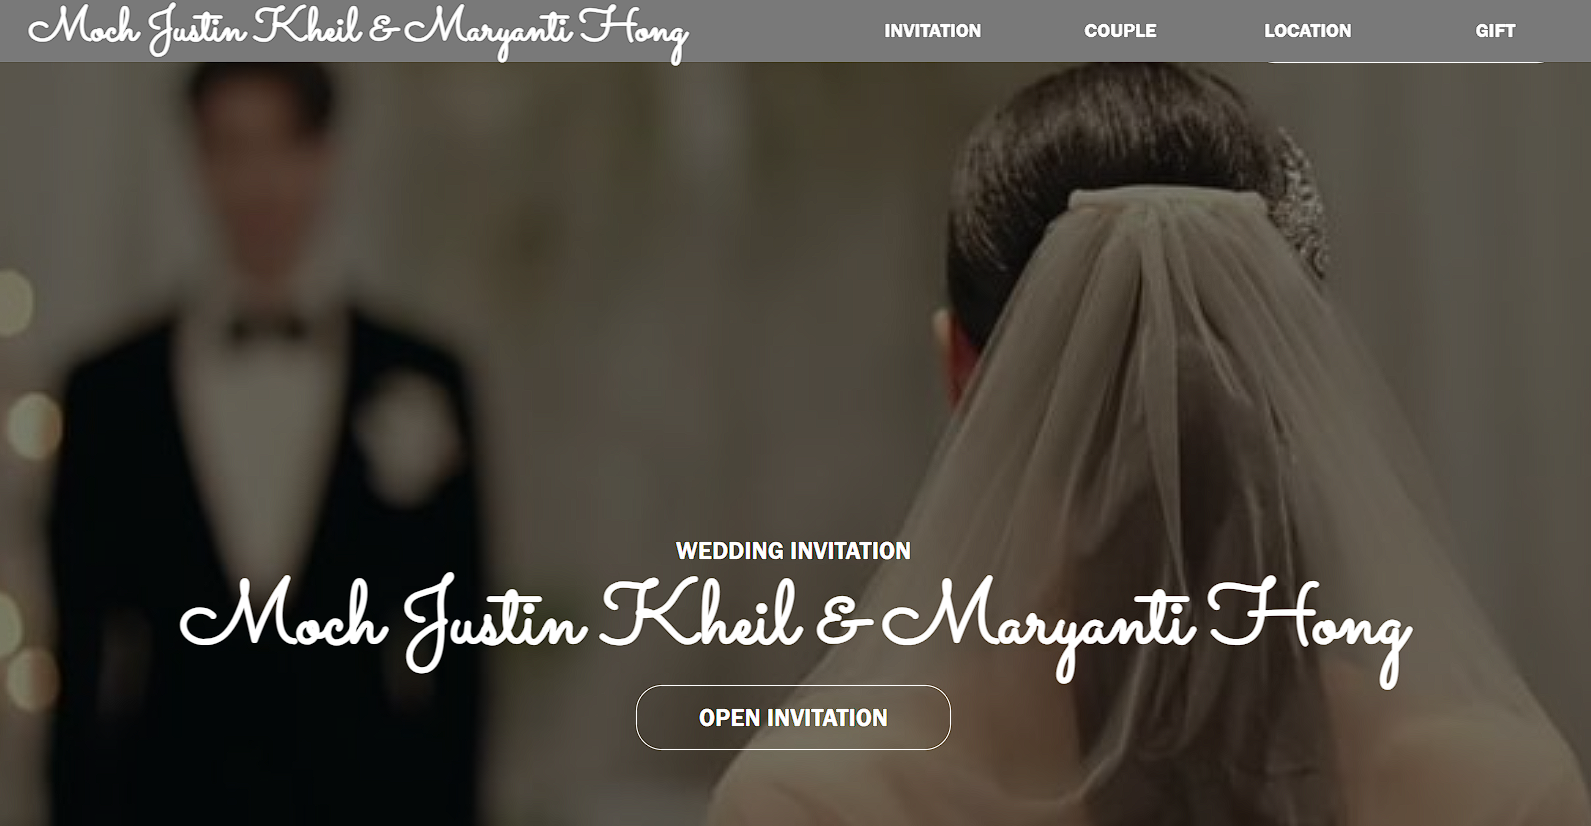 Moch Justin Kheil & Maryanti Hong
INVITATION
COUPLE
LOCATION
GIFT
WEDDING INVITATION
Moch Justin Kheil & Maryanti Hong
OPEN INVITATION